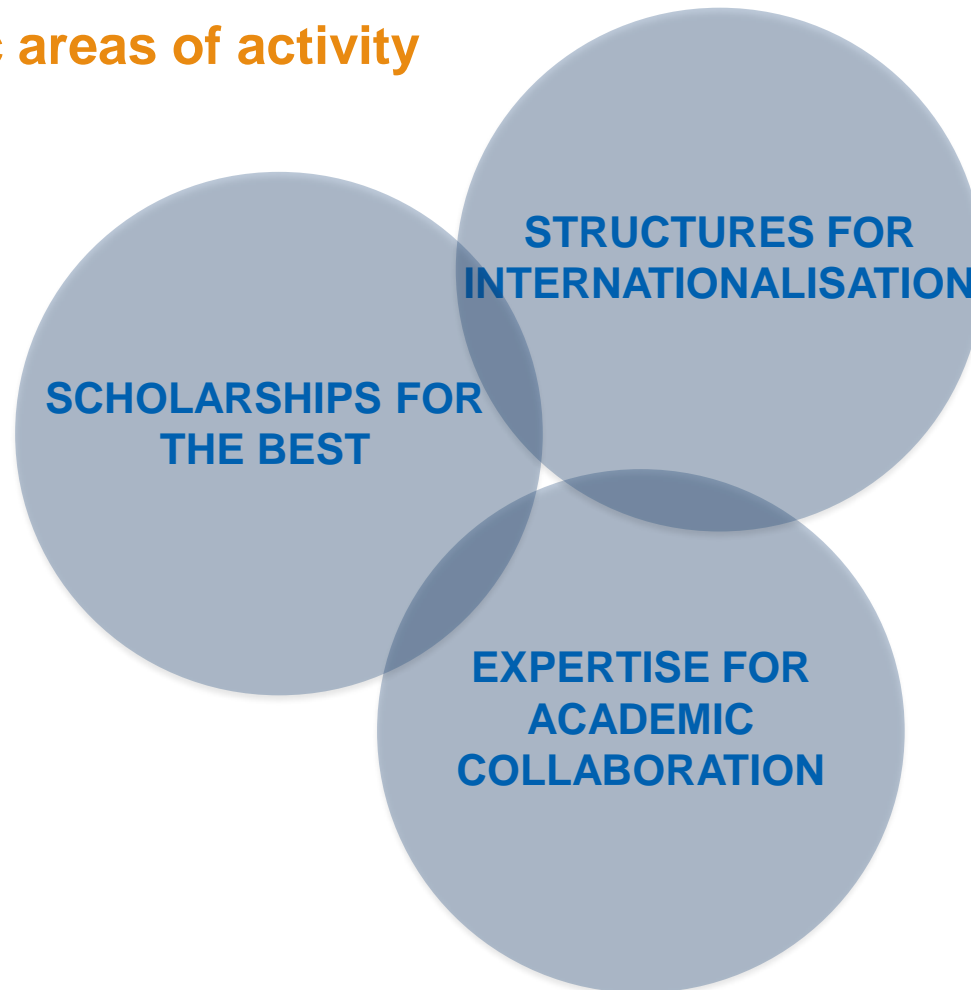 c areas of activity
STRUCTURES FOR
INTERNATIONALISATION
SCHOLARSHIPS FOR
THE BEST
EXPERTISE FOR
ACADEMIC
COLLABORATION